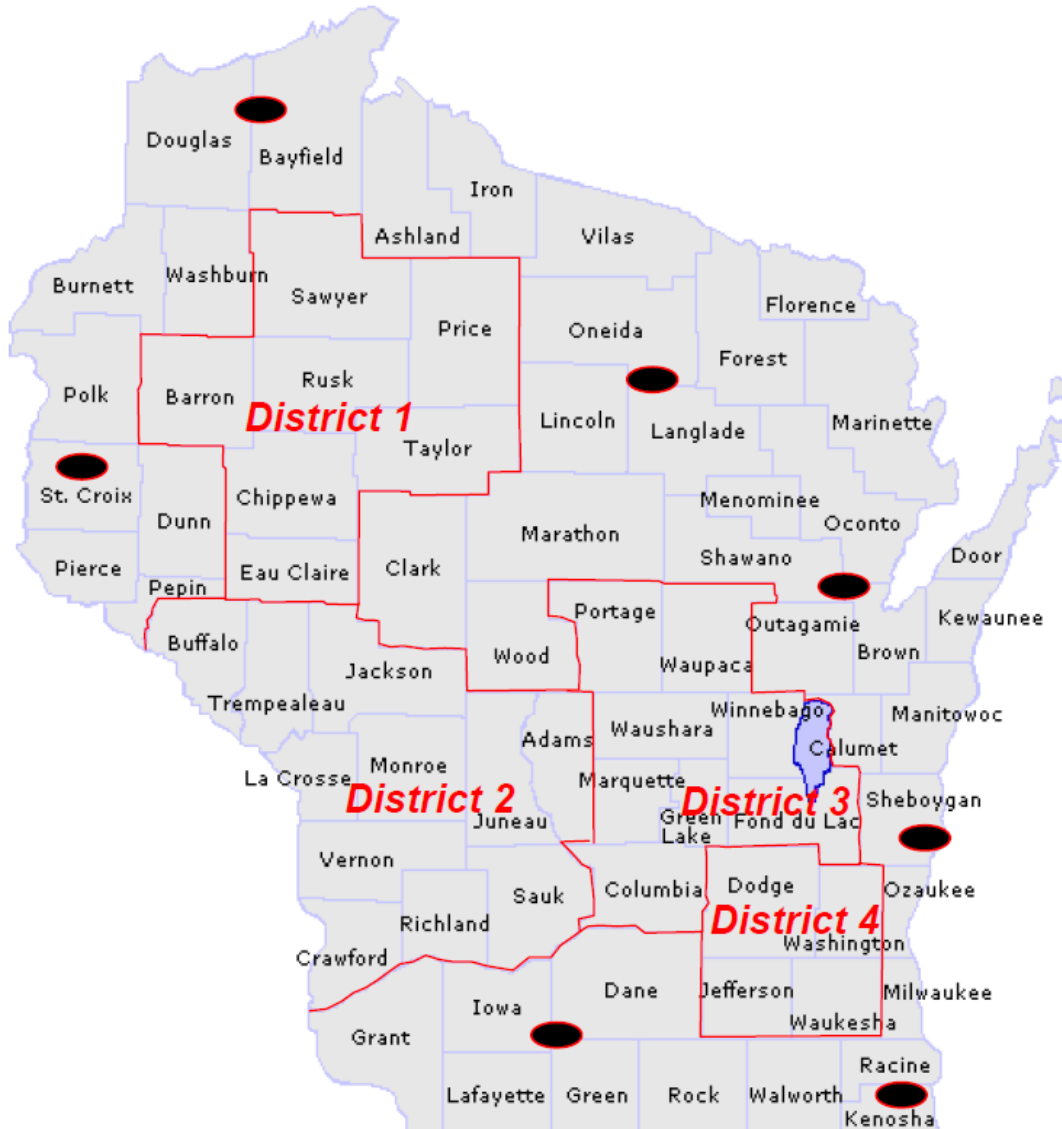 Douglas
Bayfield
Iron
Ashland
Vilas
Washburn
Burnett
Sawyer
Florence
Price
Oneida
Forest
Rusk
Polk
Barron
District 1
Lincoln
Langlade
Marinette
Taylor
St. Croix
Chippewa
Menominee
Dunn
Oconto
Marathon
Shawano
Door
Pierce
Eau Claire
Clark
Pepin
Portage
Kewaunee
Outagamie
Buffalo
Wood
Brown
Jackson
Waupaca
Trempealeau
Winnebago
Manitowoc
Waushara
Adams
Calumet
Monroe
La Crosse
Marquette
District 2
District 3
Sheboygan
Juneau
Green
Lake
Fond du Lac
Vernon
Columbia
Dodge
Ozaukee
Sauk
Richland
District 4
Washington
Crawford
Dane
Jefferson
Milwaukee
Iowa
Waukesha
Grant
Racine
Lafayette
Green
Rock
Walworth
Kenosha